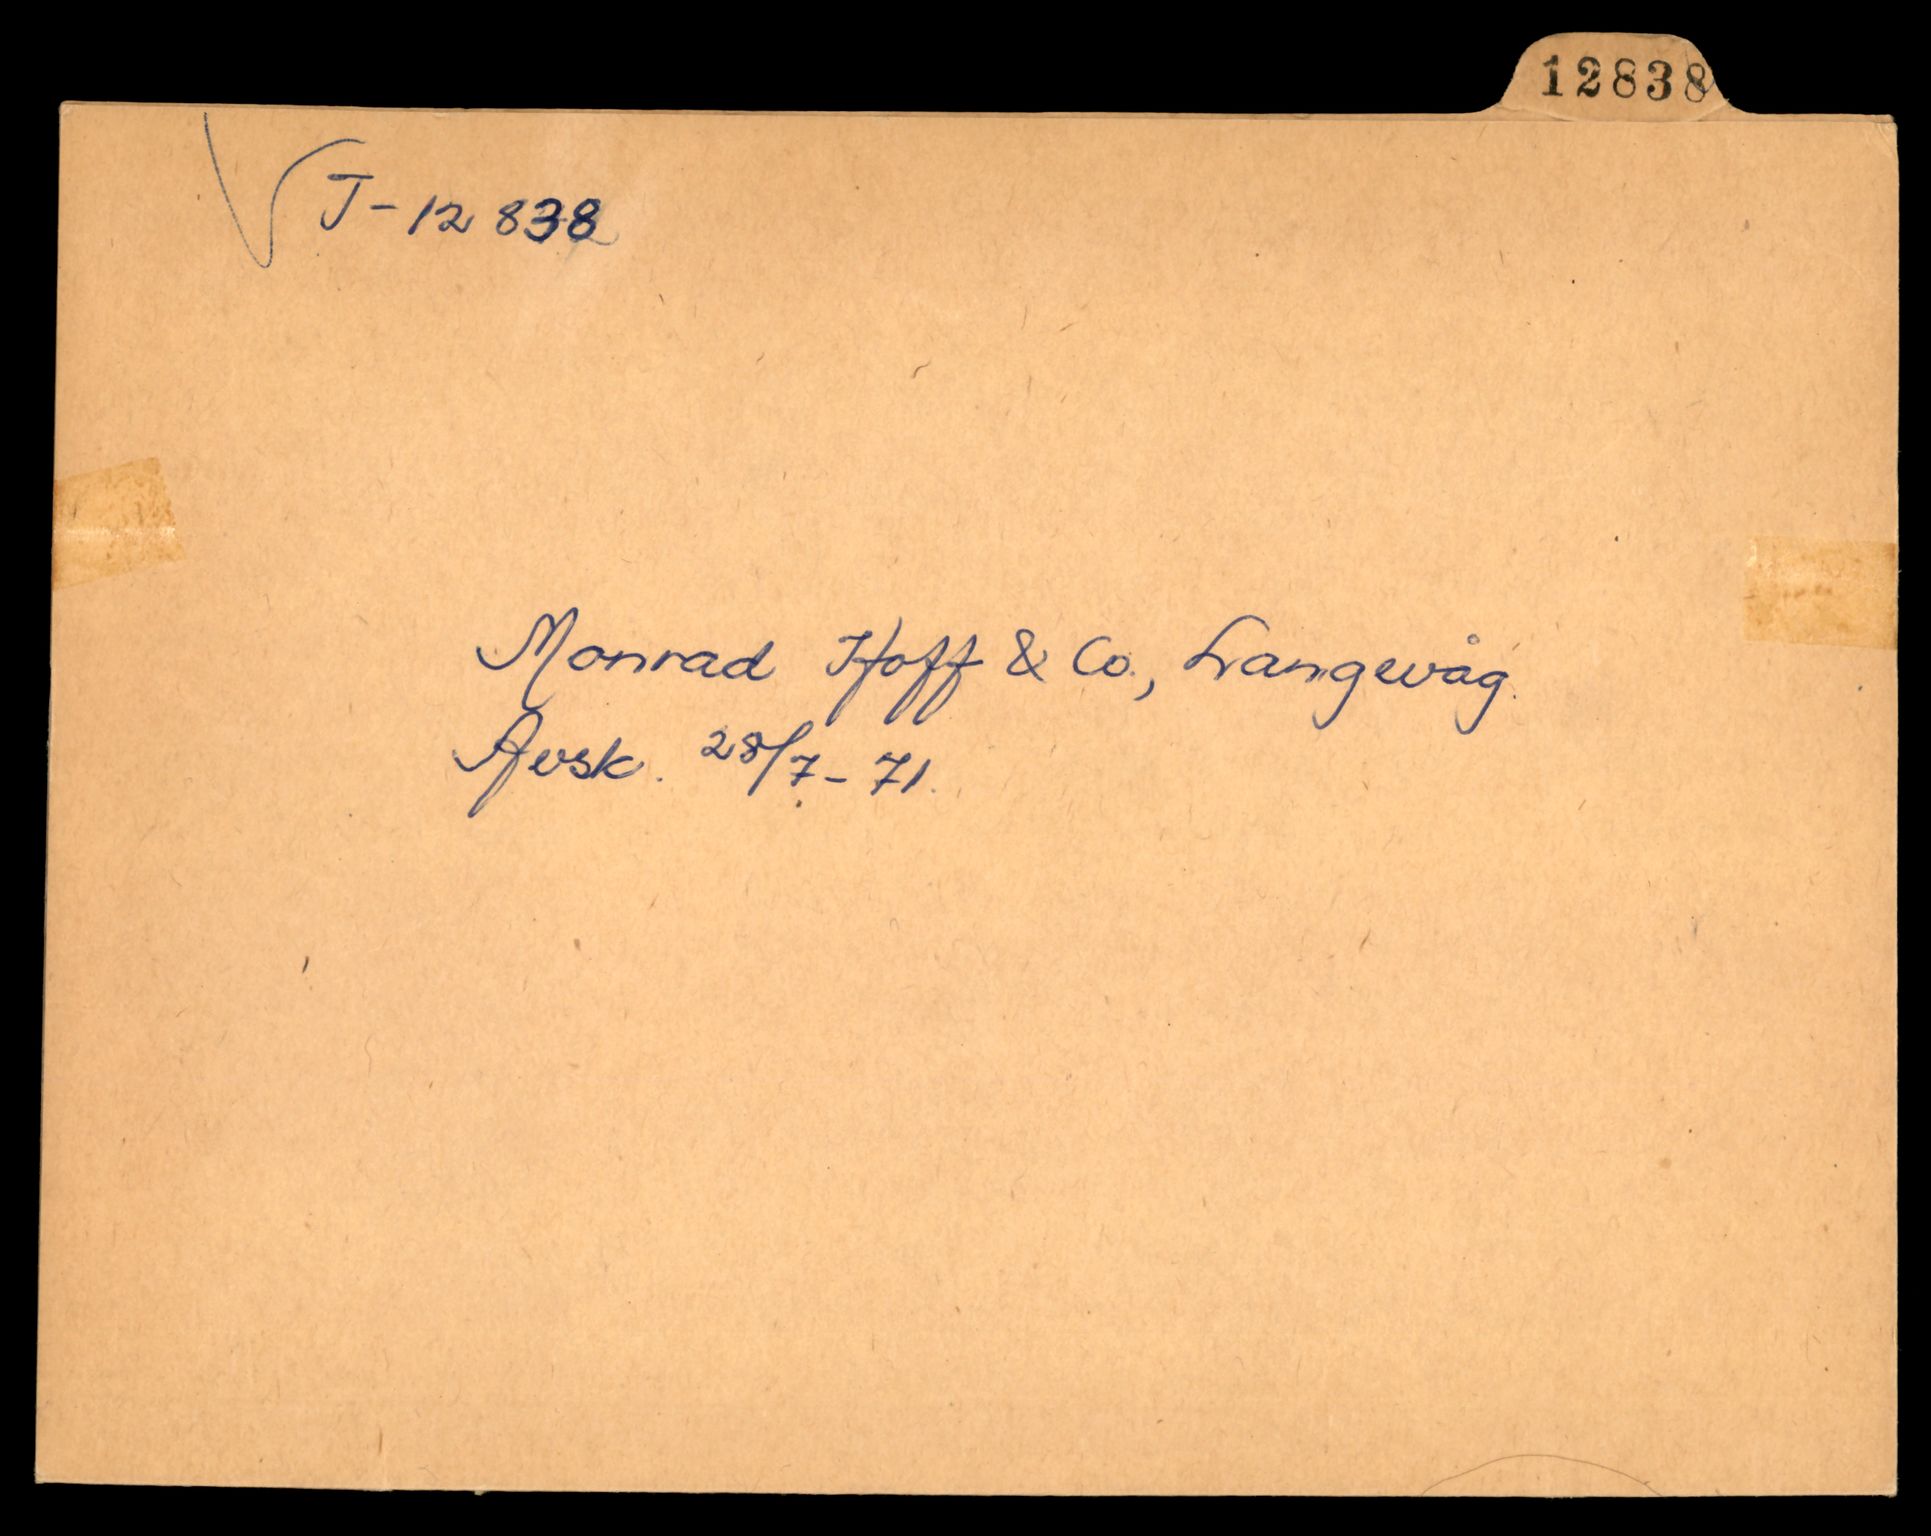 12838
T-12838
Monrad Hoff & Co., Langevåg.
Avsk. 28/7-71.